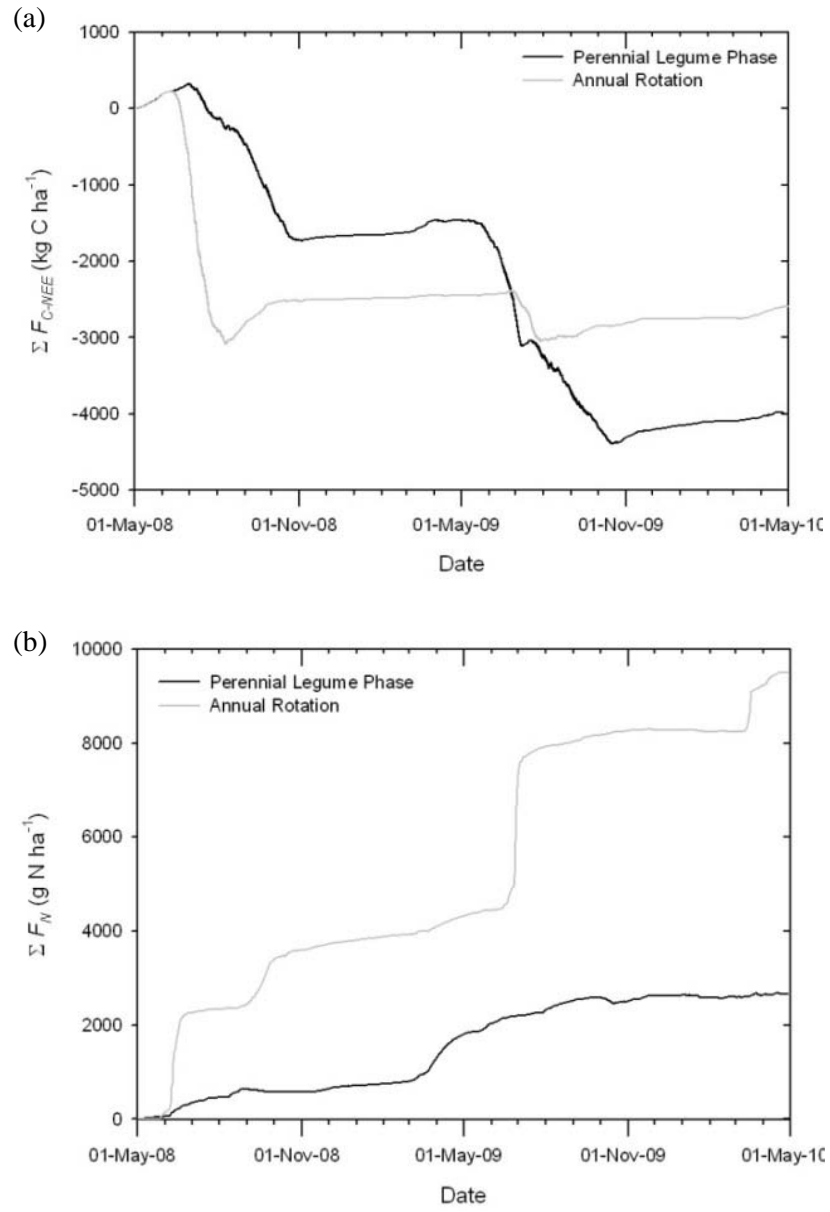 (a)
1000
0
-1000
-2000
-3000
-4000
-5000
Σ F_C-NEE (kg C ha⁻¹)
Perennial Legume Phase
Annual Rotation
01-May-08
01-Nov-08
01-May-09
01-Nov-09
01-May-10
Date
(b)
10000
8000
6000
4000
2000
0
Σ F_N (g N ha⁻¹)
Perennial Legume Phase
Annual Rotation
01-May-08
01-Nov-08
01-May-09
01-Nov-09
01-May-10
Date